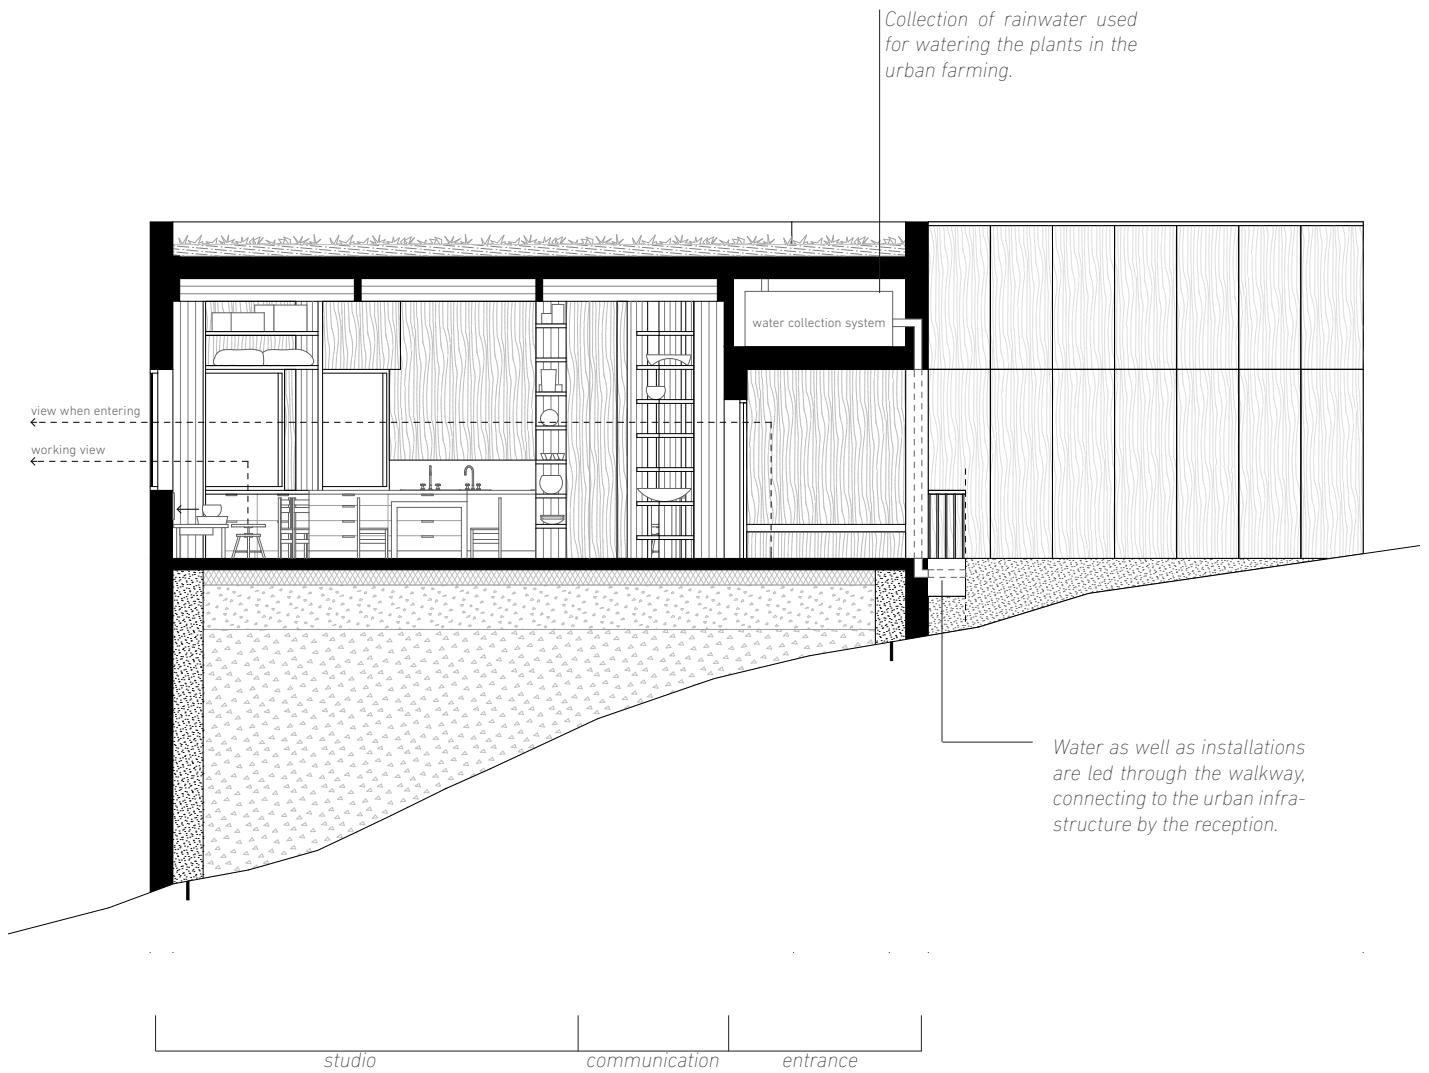 Collection of rainwater used
for watering the plants in the
urban farming.
water collection system
view when entering
working view
Water as well as installations
are led through the walkway,
connecting to the urban infra-
structure by the reception.
studio
communication
entrance